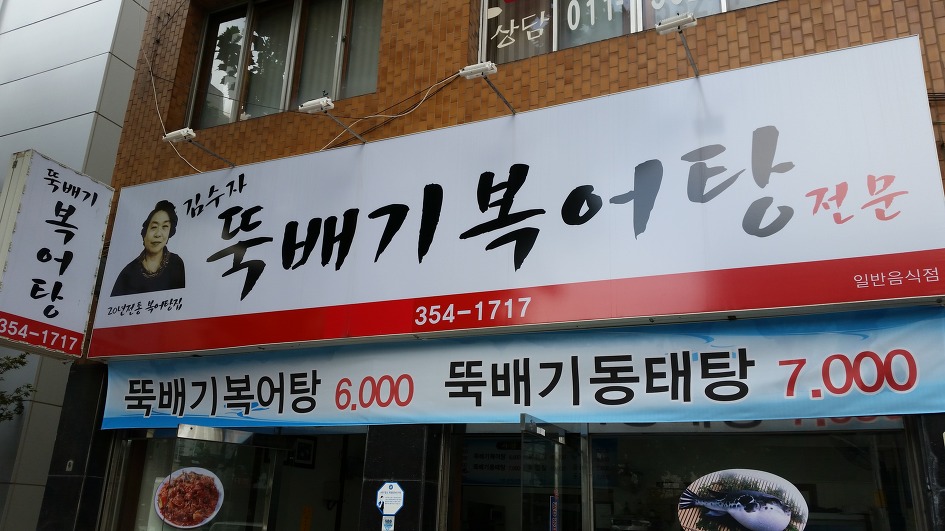 상담 011
뚝배기
복어탕
354-1717
김수자
뚝배기복어탕 전문
20년전통 복어탕집
354-1717
일반음식점
뚝배기복어탕 6.000 뚝배기동태탕 7.000